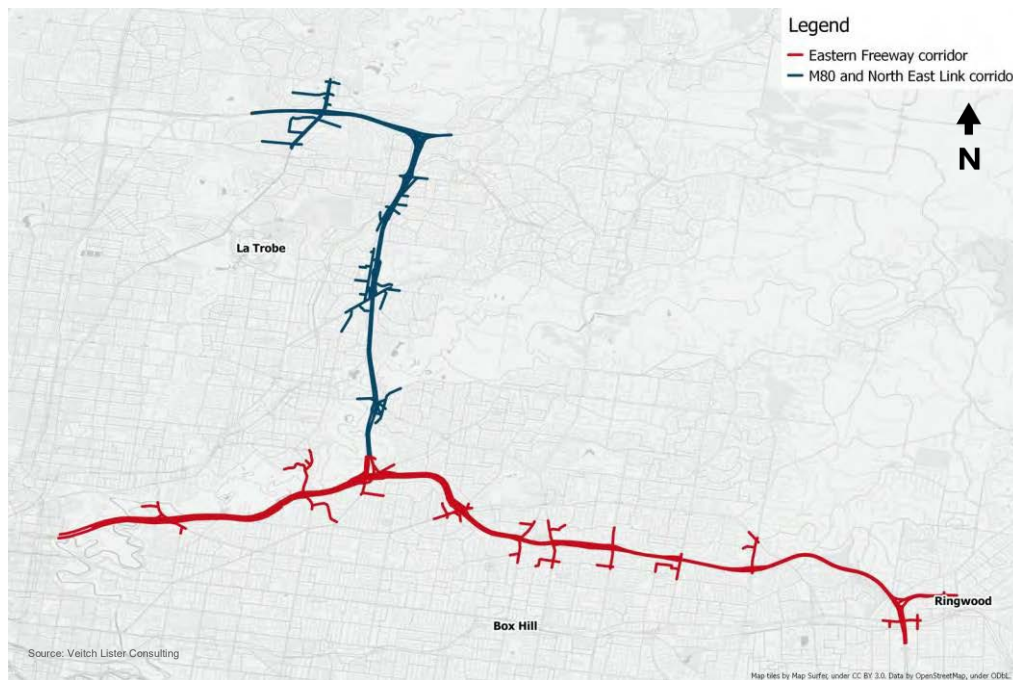 Legend
Eastern Freeway corridor
M80 and North East Link corrido
N
La Trobe
Ringwood
Box Hill
Source: Veitch Lister Consulting
Map tiles by Map Surfer, under CC BY 3.0. Data by OpenStreetMap, under ODbL.